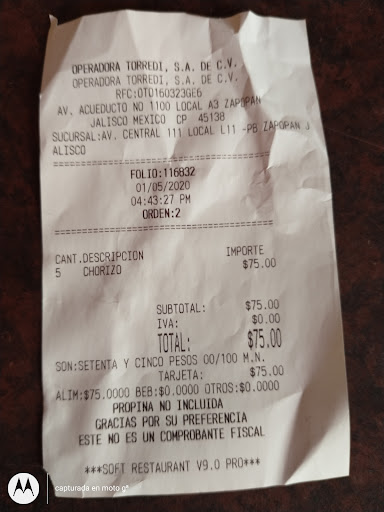 OPERADORA TORREDI, S.A. DE C.V.
OPERADORA TORREDI, S.A. DE C.V.
RFC:OTO160323GE6
AV. ACUEDUCTO NO 1100 LOCAL A3 ZAPOPAN
JALISCO MEXICO CP 45138
SUCURSAL:AV. CENTRAL 111 LOCAL L11 -PB ZAPOPAN J
ALISCO
FOLIO:116832
01/05/2020
04:43:27 PM
ORDEN:2
CANT.DESCRIPCION IMPORTE
5 CHORIZO $75.00
SUBTOTAL: $75.00
IVA: $0.00
TOTAL: $75.00
SON:SETENTA Y CINCO PESOS 00/100 M.N.
TARJETA: $75.00
ALIM:$75.0000 BEB:$0.0000 OTROS:$0.0000
PROPINA NO INCLUIDA
GRACIAS POR SU PREFERENCIA
ESTE NO ES UN COMPROBANTE FISCAL
***SOFT RESTAURANT V9.0 PRO***
capturada en moto g⁶